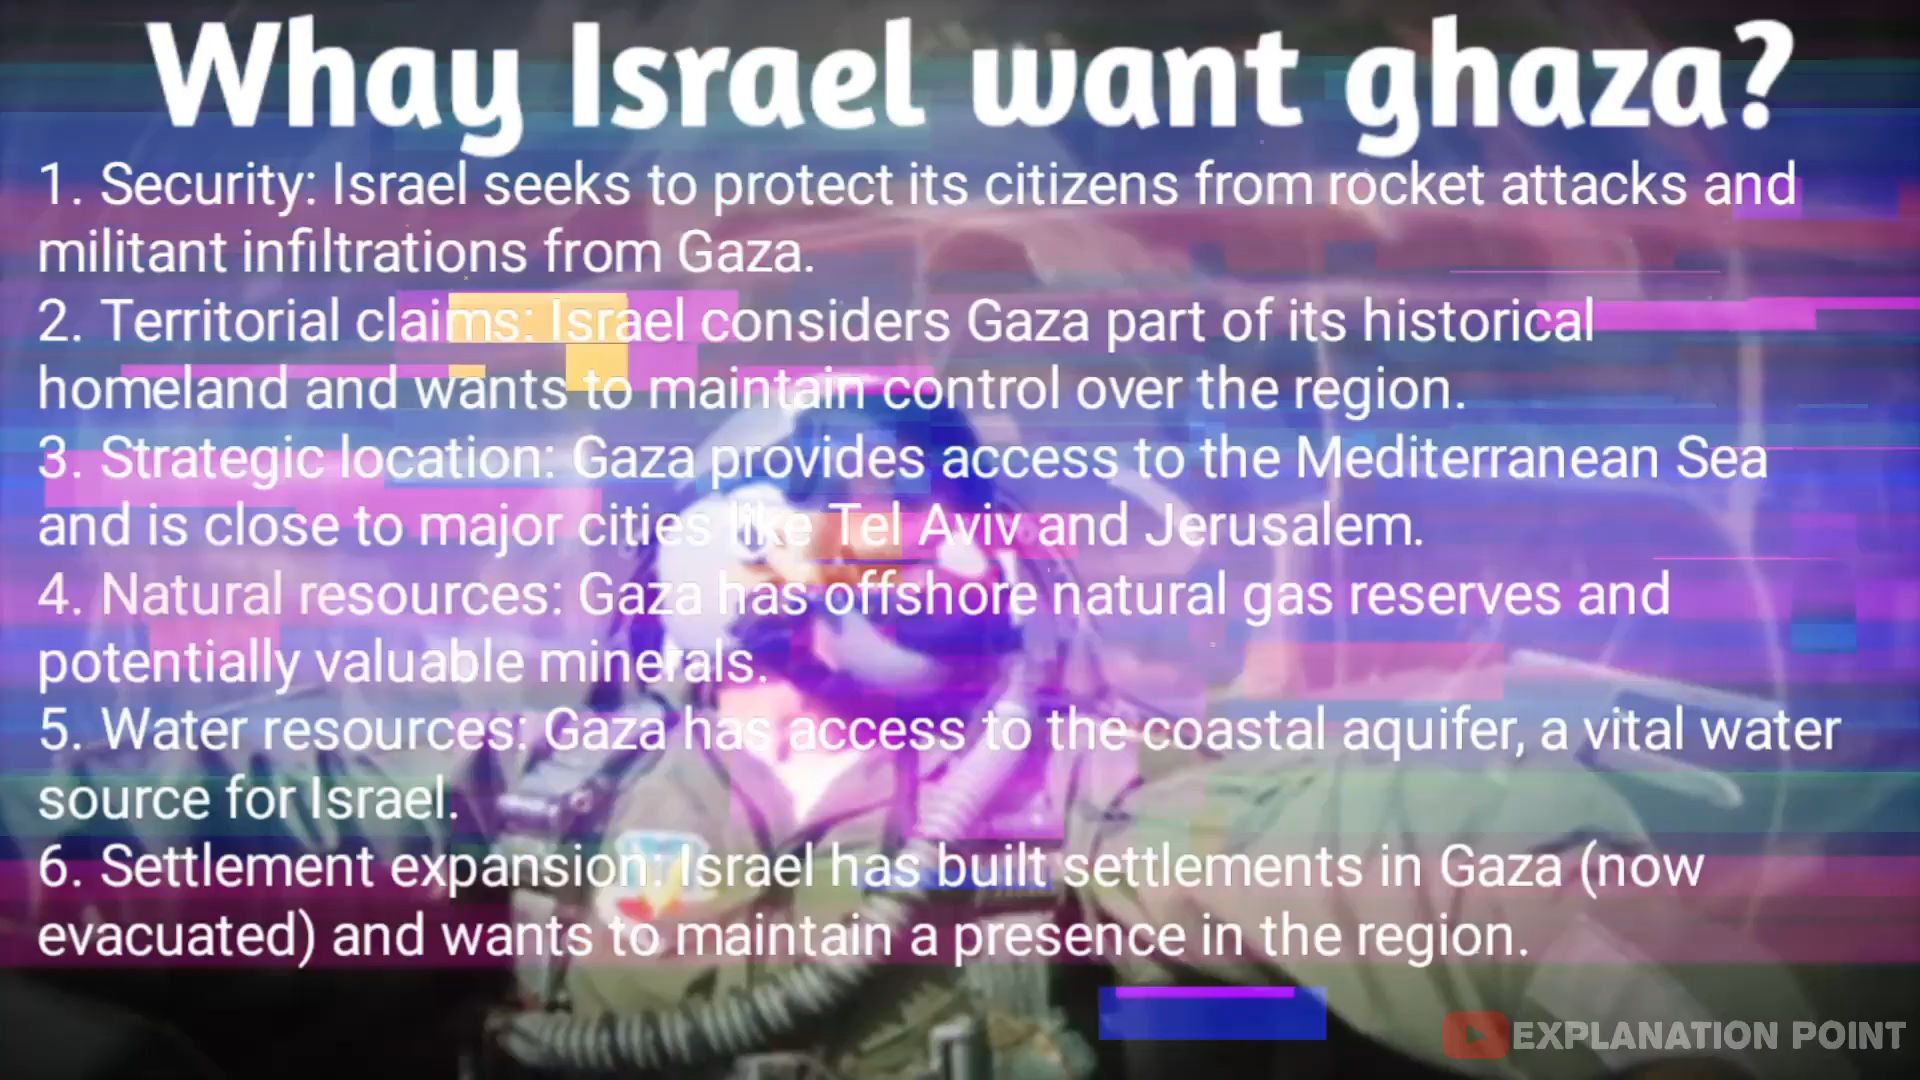 Whay Israel want ghaza?
1. Security: Israel seeks to protect its citizens from rocket attacks and
militant infiltrations from Gaza.
2. Territorial claims: Israel considers Gaza part of its historical
homeland and wants to maintain control over the region.
3. Strategic location: Gaza provides access to the Mediterranean Sea
and is close to major cities like Tel Aviv and Jerusalem.
4. Natural resources: Gaza has offshore natural gas reserves and
potentially valuable minerals.
5. Water resources: Gaza has access to the coastal aquifer, a vital water
source for Israel.
6. Settlement expansion: Israel has built settlements in Gaza (now
evacuated) and wants to maintain a presence in the region.
EXPLANATION POINT